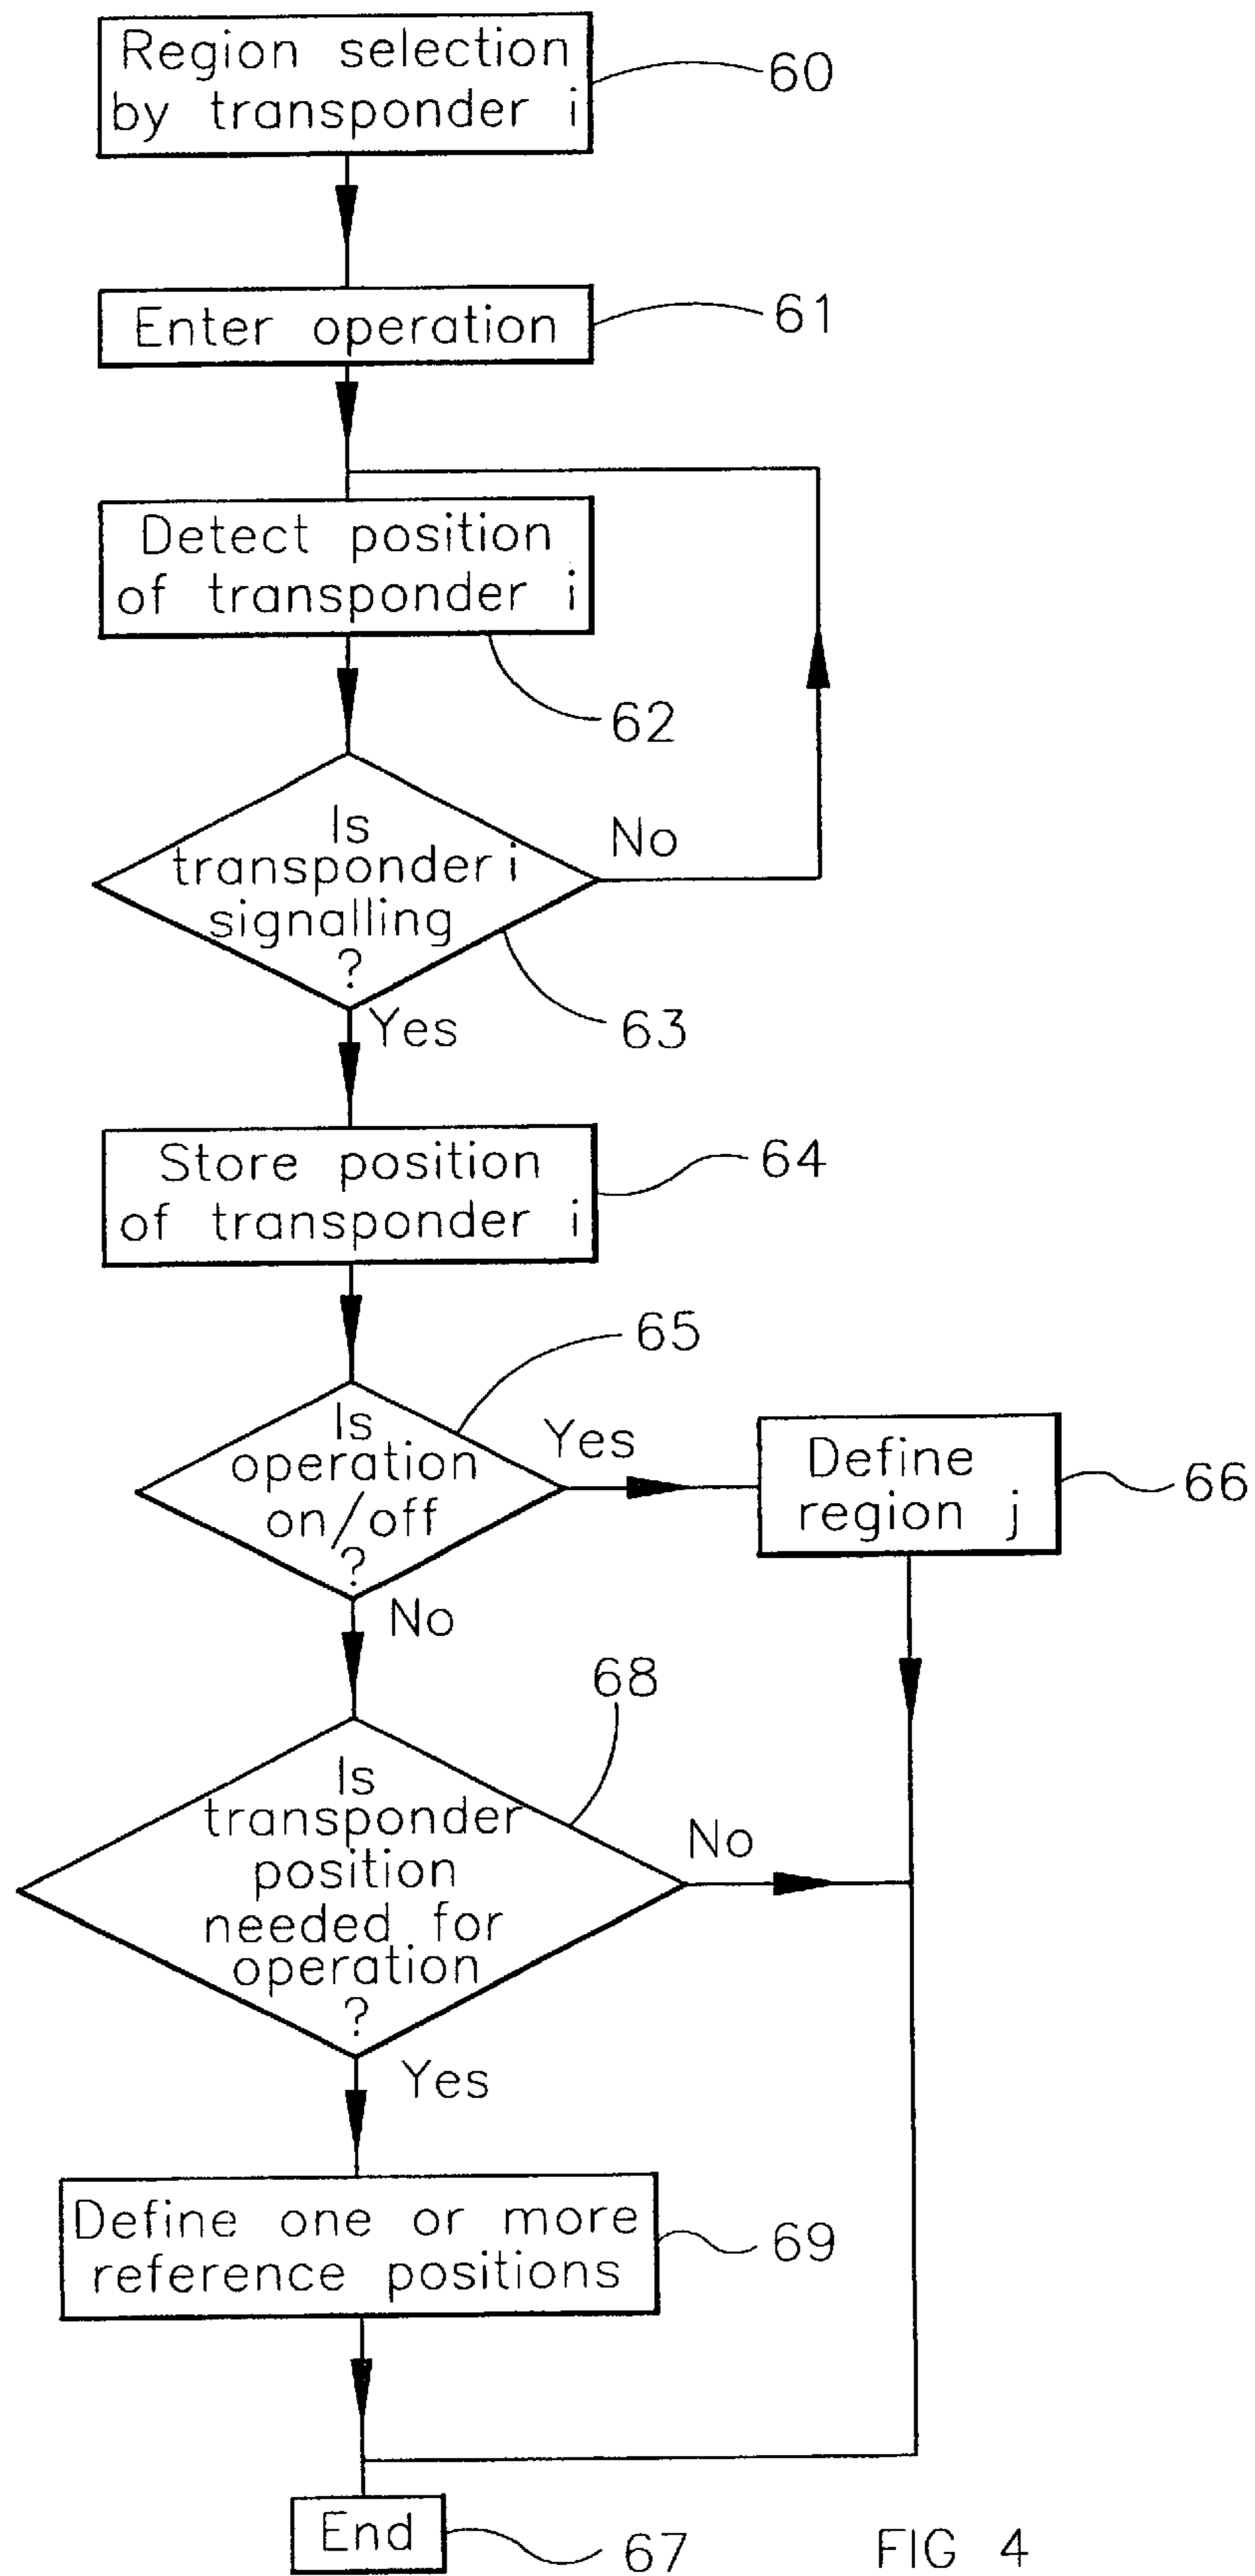 Region selection
by transponder i
60
Enter operation
61
Detect position
of transponder i
62
Is
transponder i
signalling
?
No
63
Yes
Store position
of transponder i
64
65
Is
operation
on/off
?
Yes
Define
region j
66
No
68
Is
transponder
position
needed for
operation
?
No
Yes
Define one or more
reference positions
69
End
67
FIG 4